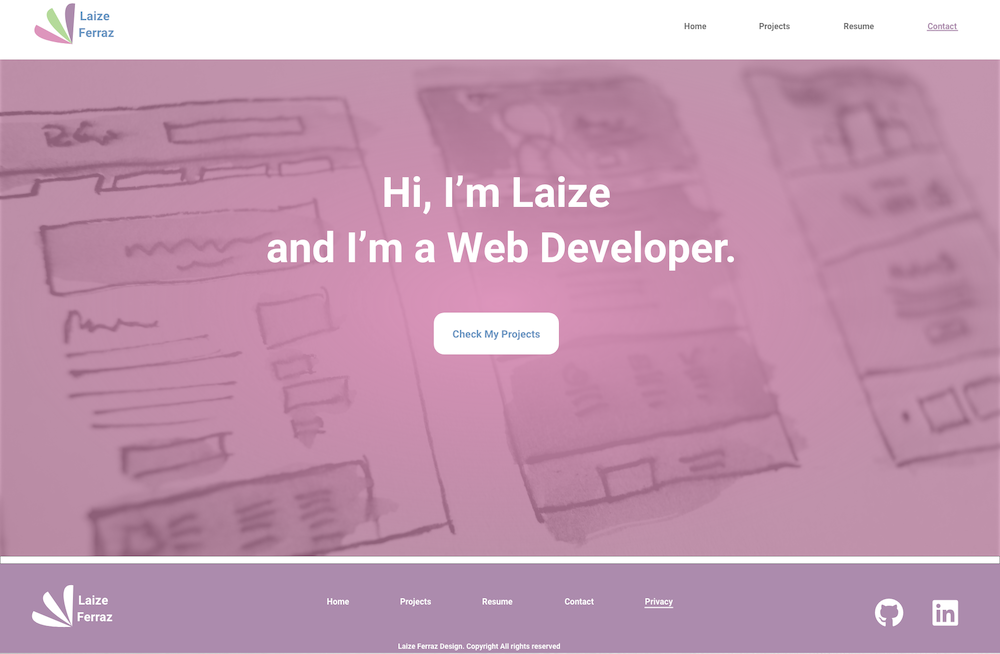 Laize
Ferraz
Home Projects Resume Contact
Hi, I’m Laize
and I’m a Web Developer.
Check My Projects
Laize
Ferraz
Home Projects Resume Contact Privacy
in
Laize Ferraz Design. Copyright All rights reserved